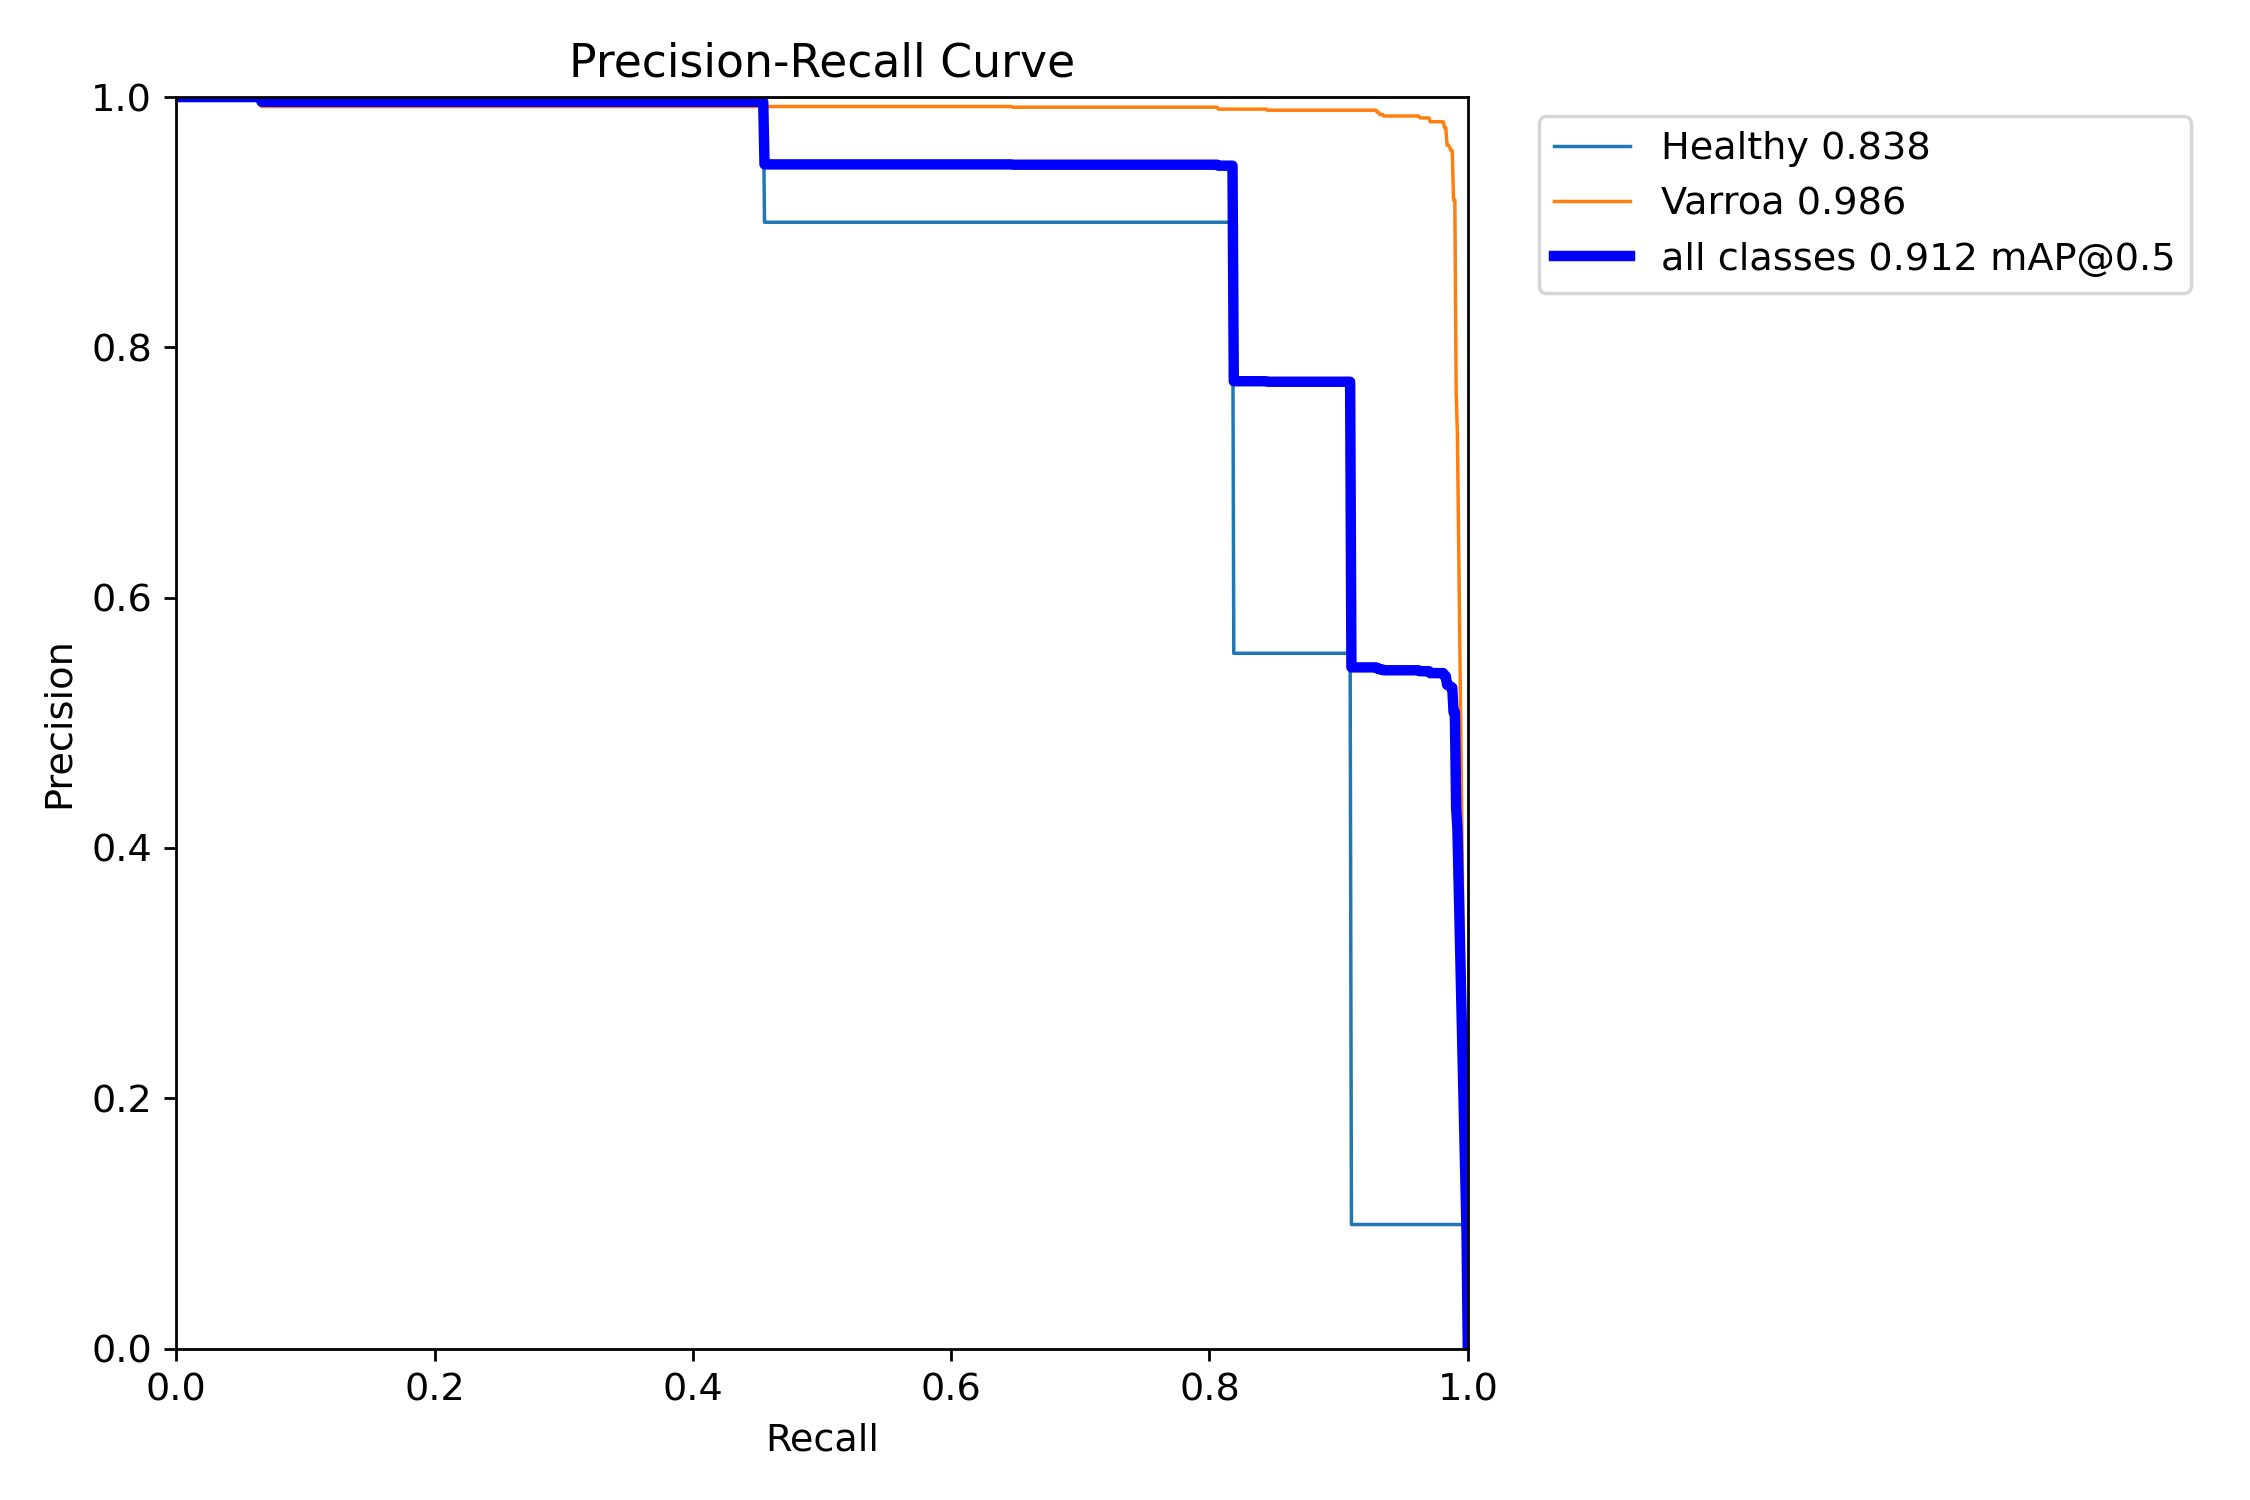 Precision-Recall Curve
1.0
0.8
0.6
0.4
0.2
0.0
Precision
0.0 0.2 0.4 0.6 0.8 1.0
Recall
Healthy 0.838
Varroa 0.986
all classes 0.912 mAP@0.5